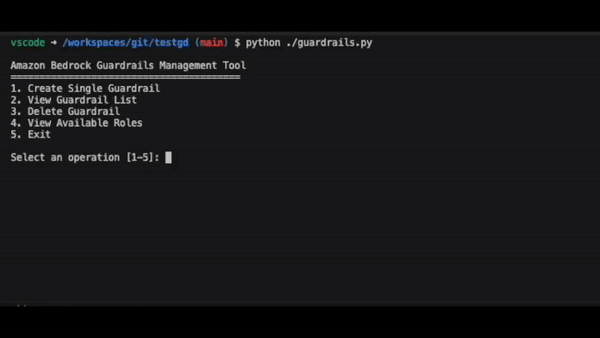 vscode ➜ /workspaces/git/testgd (main) $ python ./guardrails.py
Amazon Bedrock Guardrails Management Tool
========================================
1. Create Single Guardrail
2. View Guardrail List
3. Delete Guardrail
4. View Available Roles
5. Exit
Select an operation [1-5]: